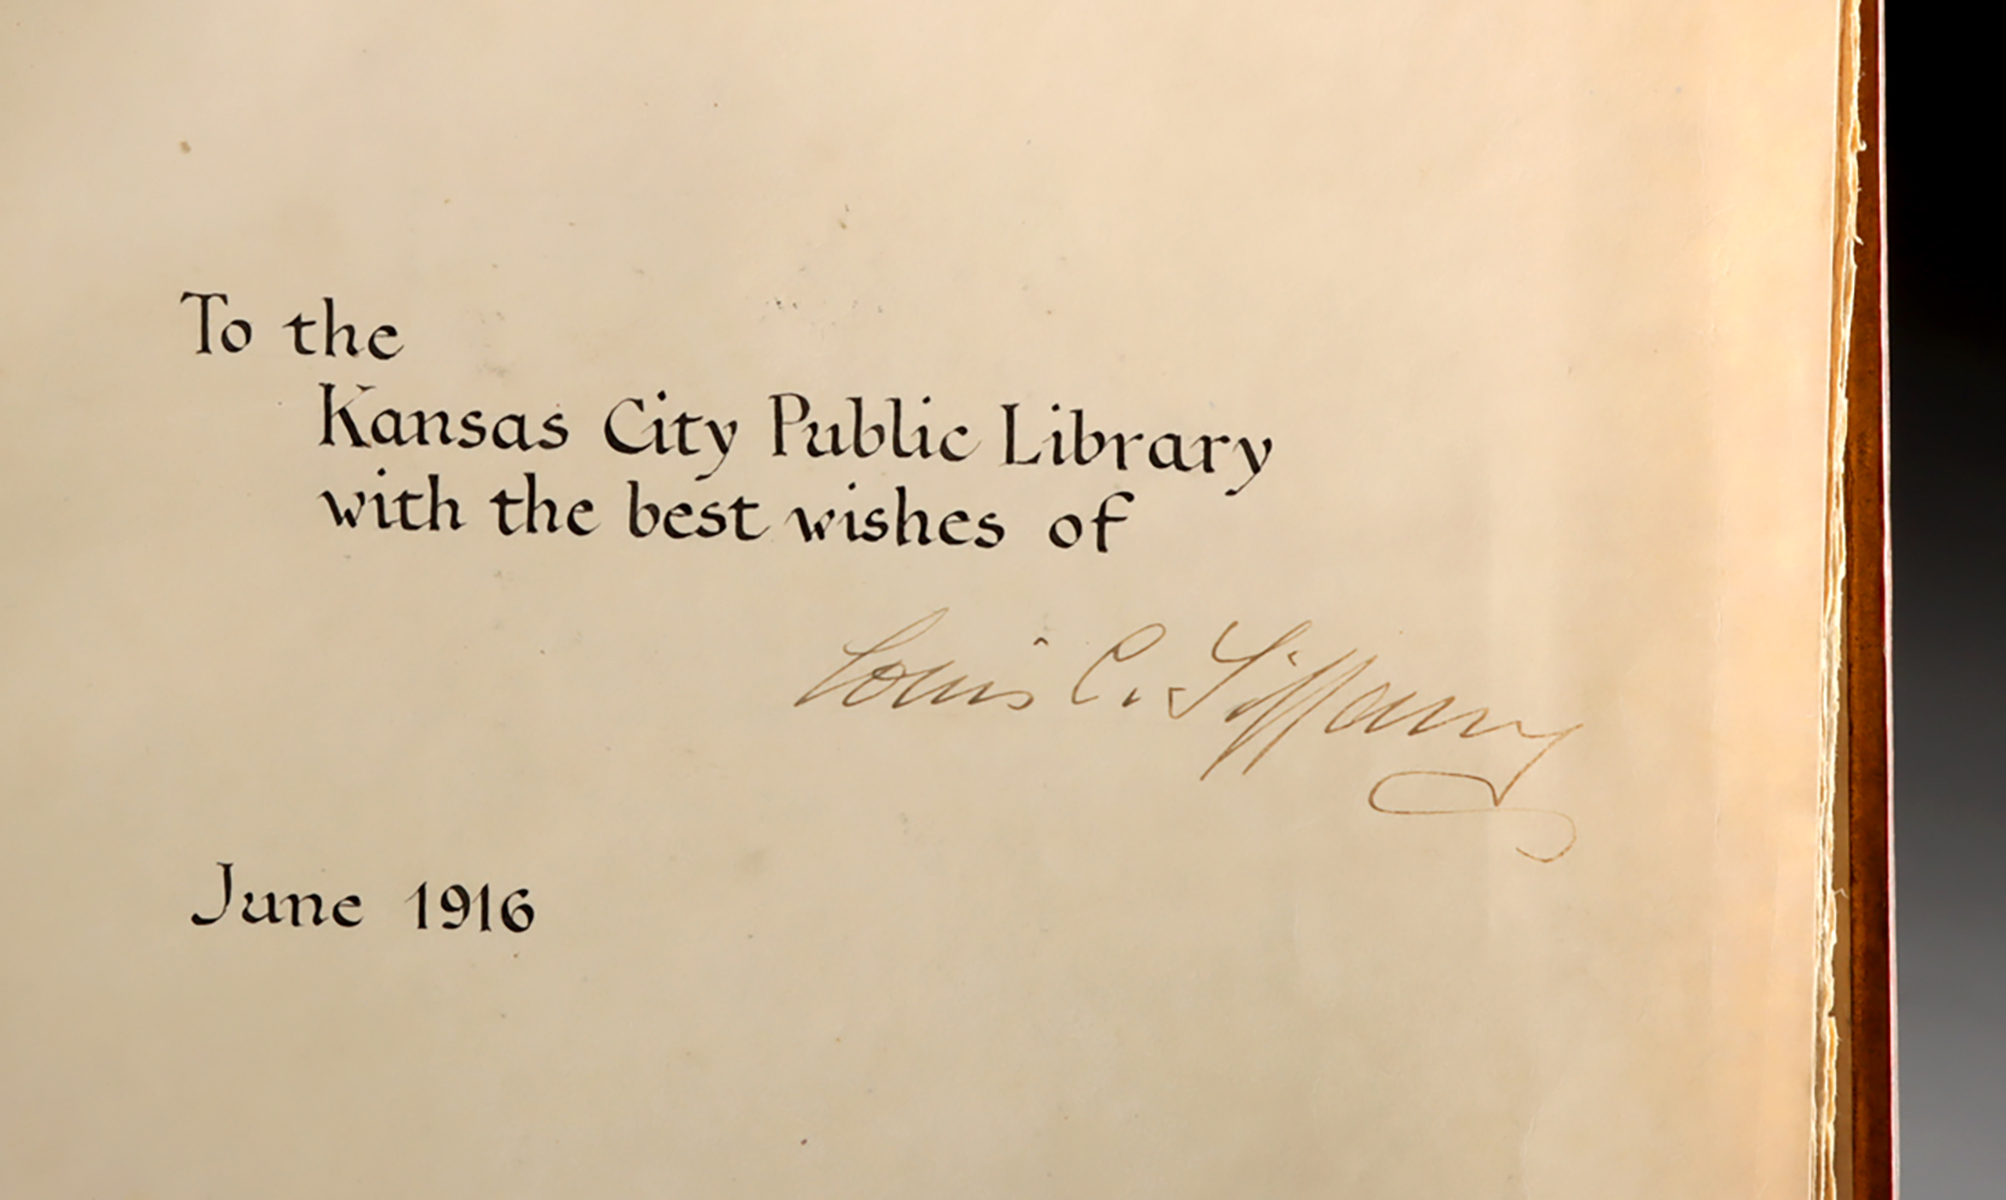 To the
Kansas City Public Library
with the best wishes of
Louis C. Tiffany
June 1916